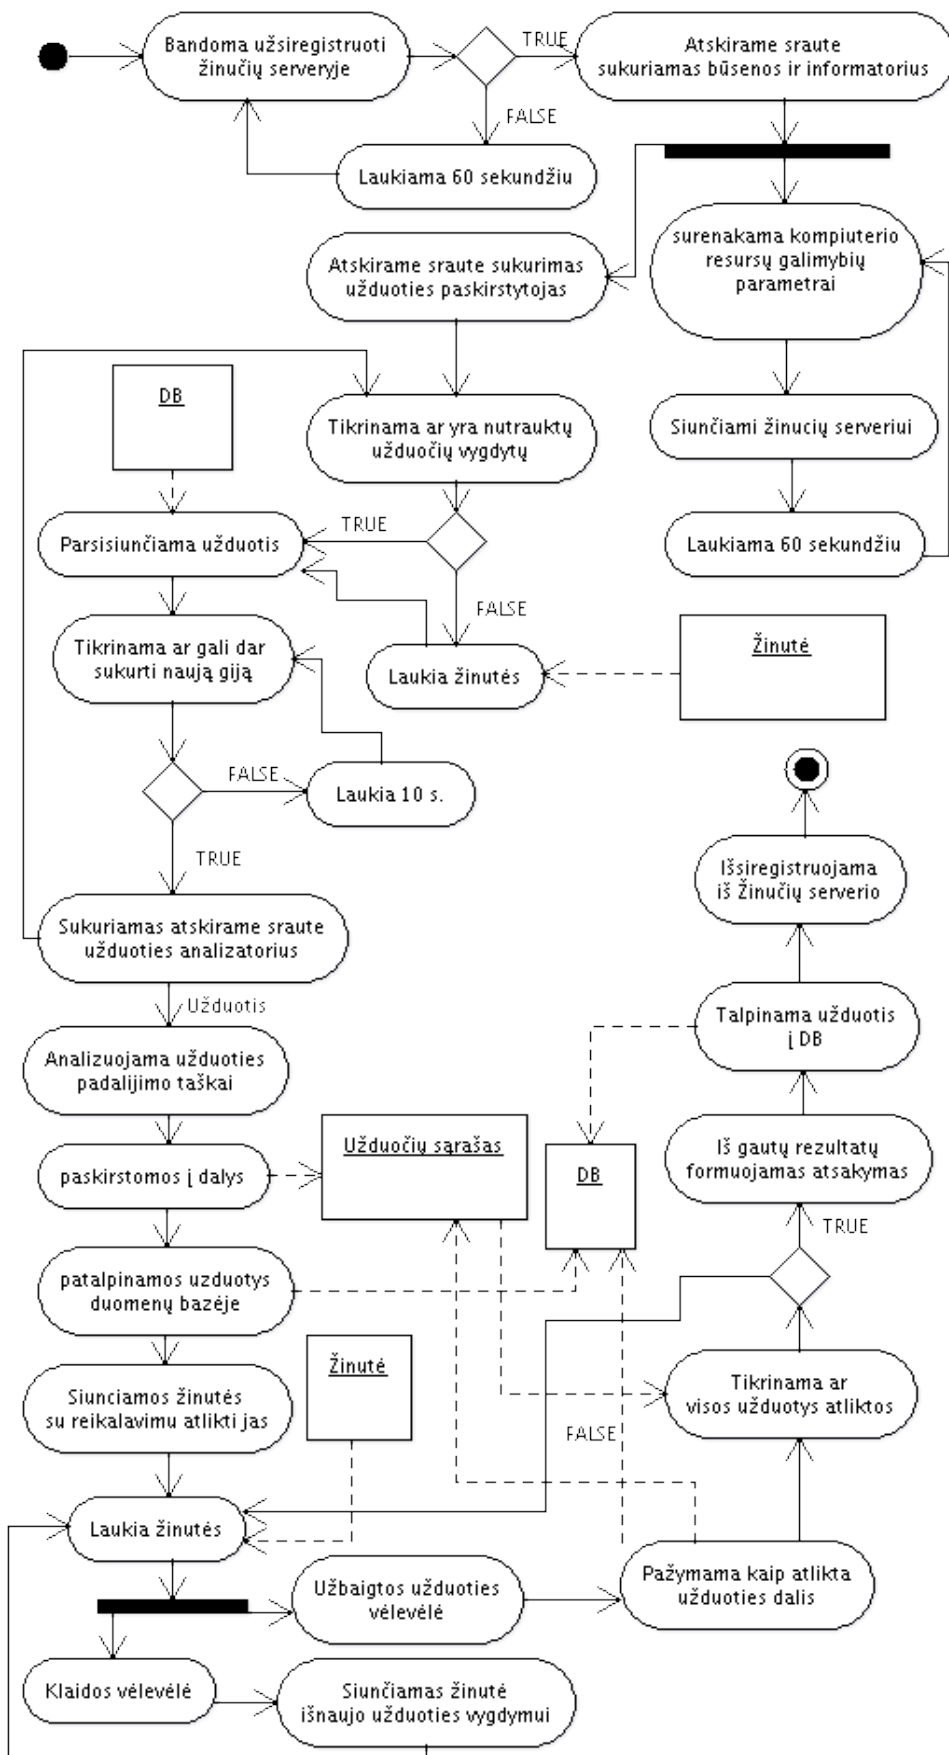 Bandoma užsiregistruoti
žinučių serveryje
TRUE
Atskirame sraute
sukuriamas būsenos ir informatorius
FALSE
Laukiama 60 sekundžiu
surenakama kompiuterio
resursų galimybių
parametrai
Atskirame sraute sukurimas
užduoties paskirstytojas
DB
Tikrinama ar yra nutrauktų
užduočių vygdytų
Siunčiami žinucių serveriui
TRUE
Parsisiunčiama užduotis
Laukiama 60 sekundžiu
FALSE
Tikrinama ar gali dar
sukurti naują giją
Laukia žinutės
Žinutė
FALSE
Laukia 10 s.
TRUE
Išsiregistruojama
iš Žinučių serverio
Sukuriamas atskirame sraute
užduoties analizatorius
Užduotis
Talpinama užduotis
į DB
Analizuojama užduoties
padalijimo taškai
Užduočių sąrašas
Iš gautų rezultatų
formuojamas atsakymas
paskirstomos į dalys
DB
TRUE
patalpinamos uzduotys
duomenų bazėje
Žinutė
Siunciamos žinutės
su reikalavimu atlikti jas
Tikrinama ar
visos užduotys atliktos
FALSE
Laukia žinutės
Užbaigtos užduoties
vėlevėlė
Pažymama kaip atlikta
užduoties dalis
Klaidos vėlevėlė
Siunčiamas žinutė
išnaujo užduoties vygdymui